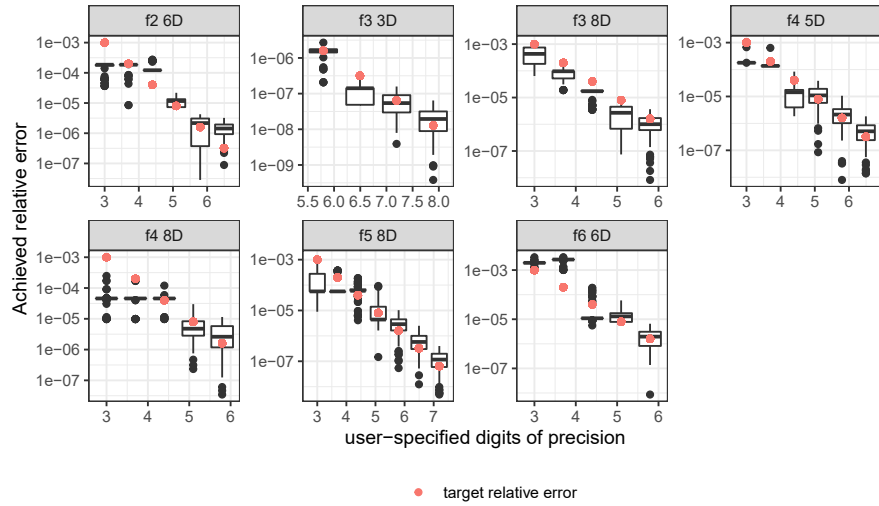 Achieved relative error
f2 6D
1e−03
1e−04
1e−05
1e−06
1e−07
3 4 5 6
f3 3D
1e−06
1e−07
1e−08
1e−09
5.5 6.0 6.5 7.0 7.5 8.0
f3 8D
1e−03
1e−05
1e−07
3 4 5 6
f4 5D
1e−03
1e−05
1e−07
3 4 5 6
f4 8D
1e−03
1e−04
1e−05
1e−06
1e−07
3 4 5 6
f5 8D
1e−03
1e−05
1e−07
3 4 5 6 7
f6 6D
1e−03
1e−05
1e−07
3 4 5 6
user−specified digits of precision
target relative error